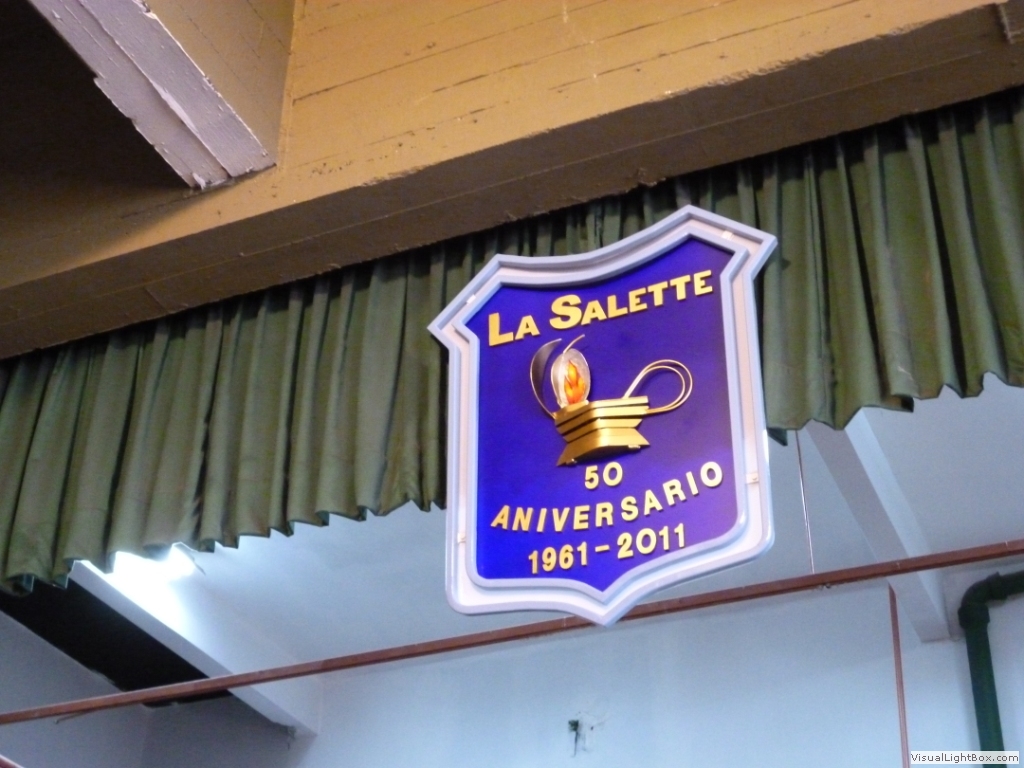 LA SALETTE
50
ANIVERSARIO
1961-2011
VisualLightBox.com